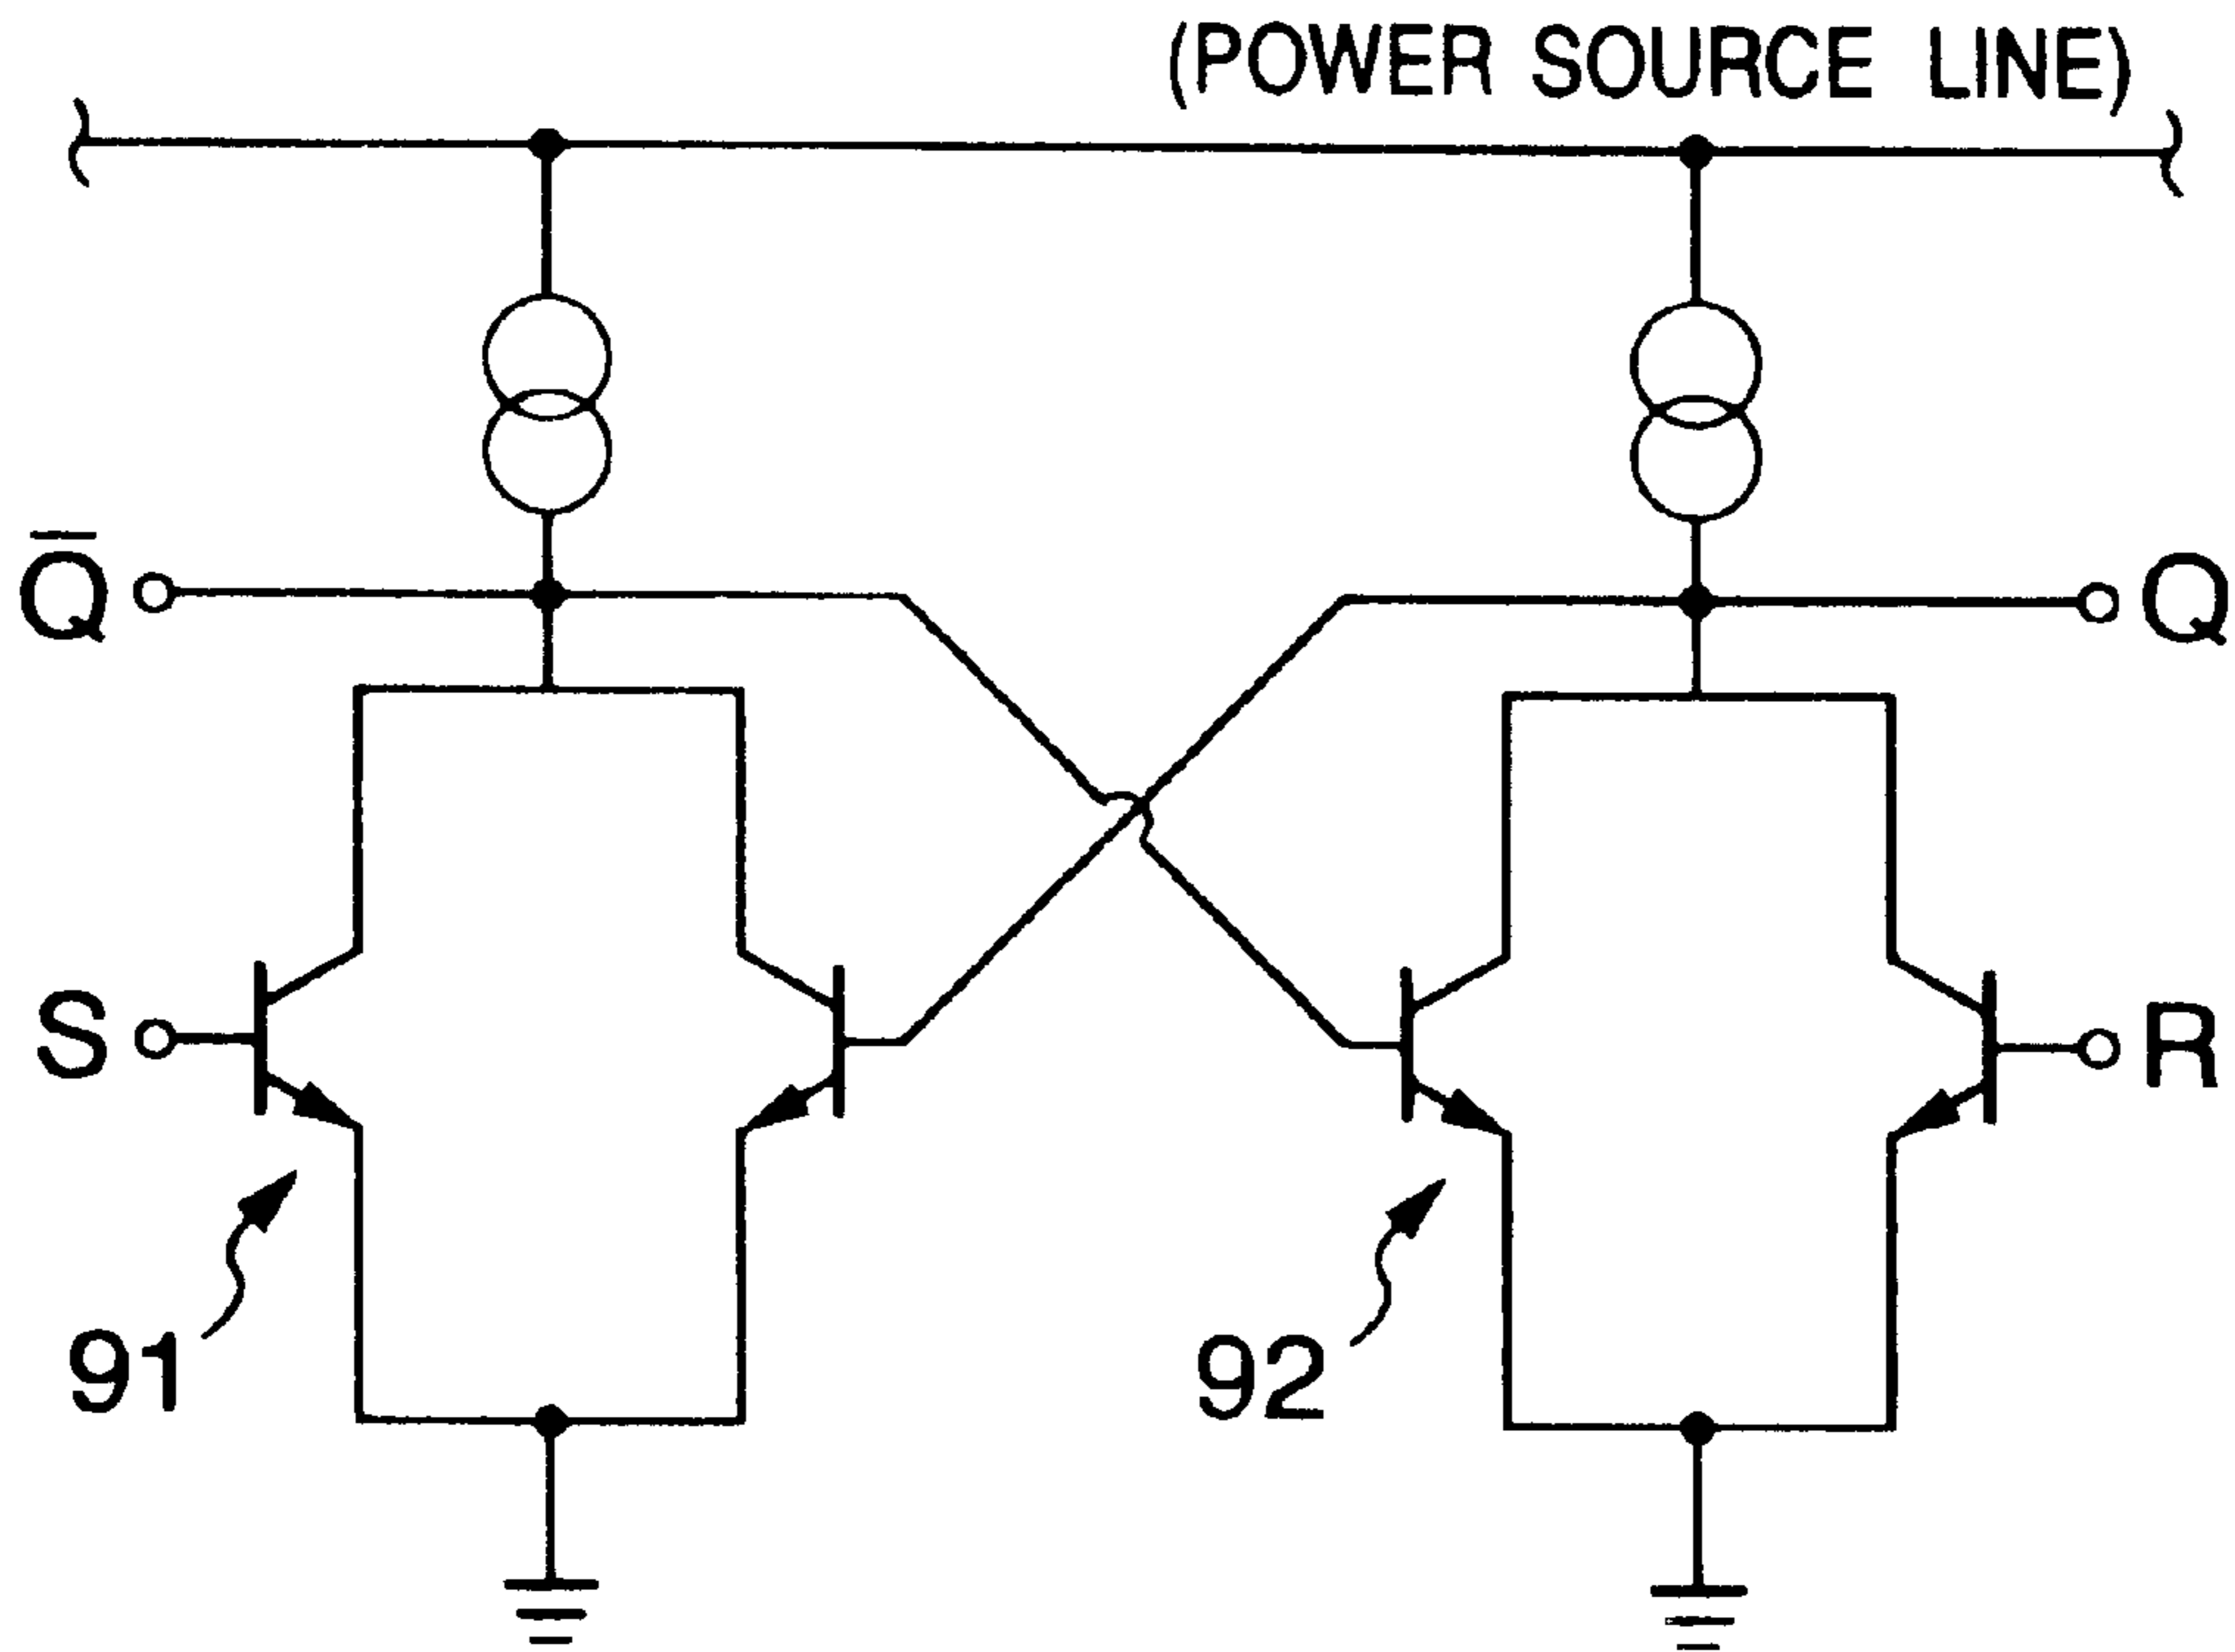 (POWER SOURCE LINE)
Q̅
Q
S
R
91
92